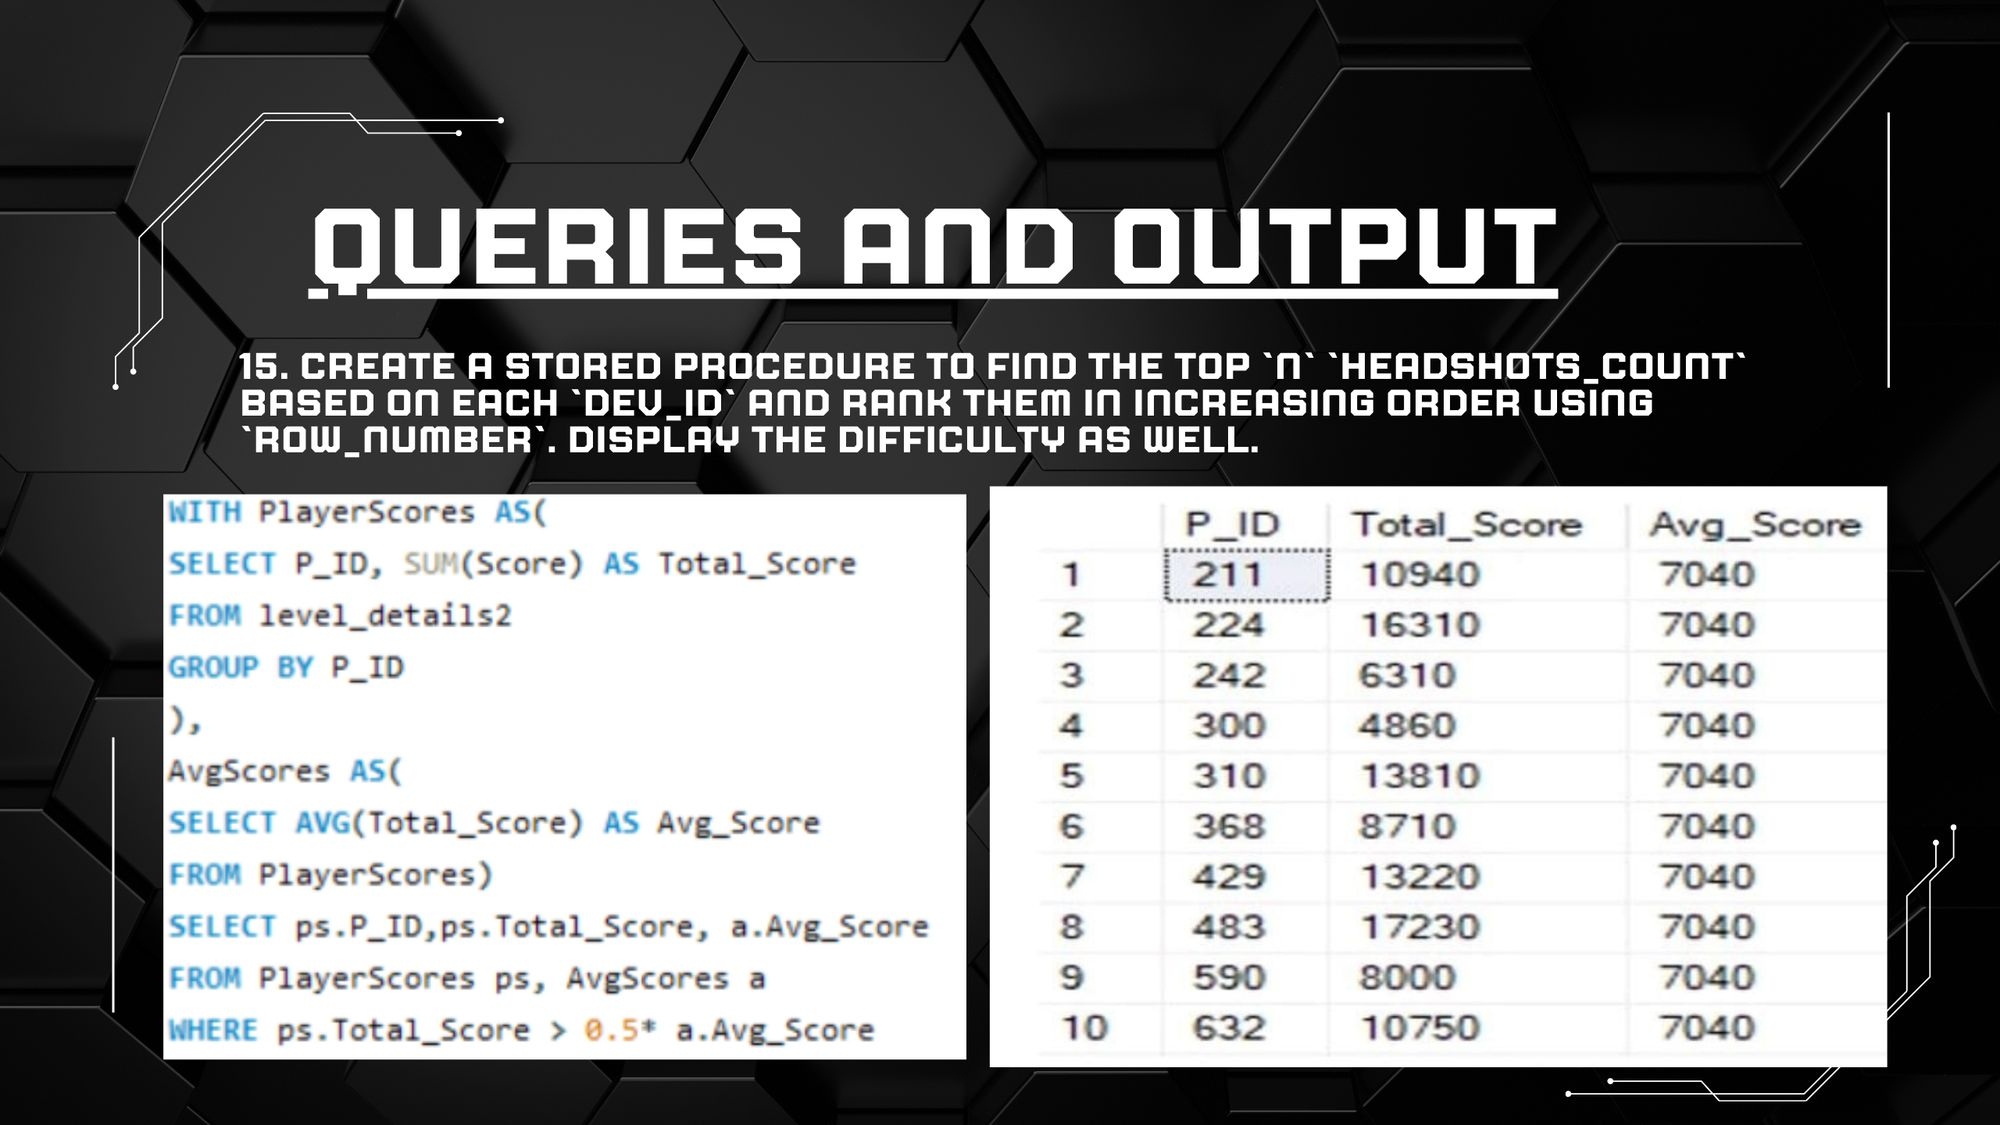 QUERIES AND OUTPUT
15. CREATE A STORED PROCEDURE TO FIND THE TOP `N` `HEADSHOTS_COUNT`
BASED ON EACH `DEV_ID` AND RANK THEM IN INCREASING ORDER USING
`ROW_NUMBER`. DISPLAY THE DIFFICULTY AS WELL.
WITH PlayerScores AS(
SELECT P_ID, SUM(Score) AS Total_Score
FROM level_details2
GROUP BY P_ID
),
AvgScores AS(
SELECT AVG(Total_Score) AS Avg_Score
FROM PlayerScores)
SELECT ps.P_ID,ps.Total_Score, a.Avg_Score
FROM PlayerScores ps, AvgScores a
WHERE ps.Total_Score > 0.5* a.Avg_Score
P_ID Total_Score Avg_Score
1 211 10940 7040
2 224 16310 7040
3 242 6310 7040
4 300 4860 7040
5 310 13810 7040
6 368 8710 7040
7 429 13220 7040
8 483 17230 7040
9 590 8000 7040
10 632 10750 7040